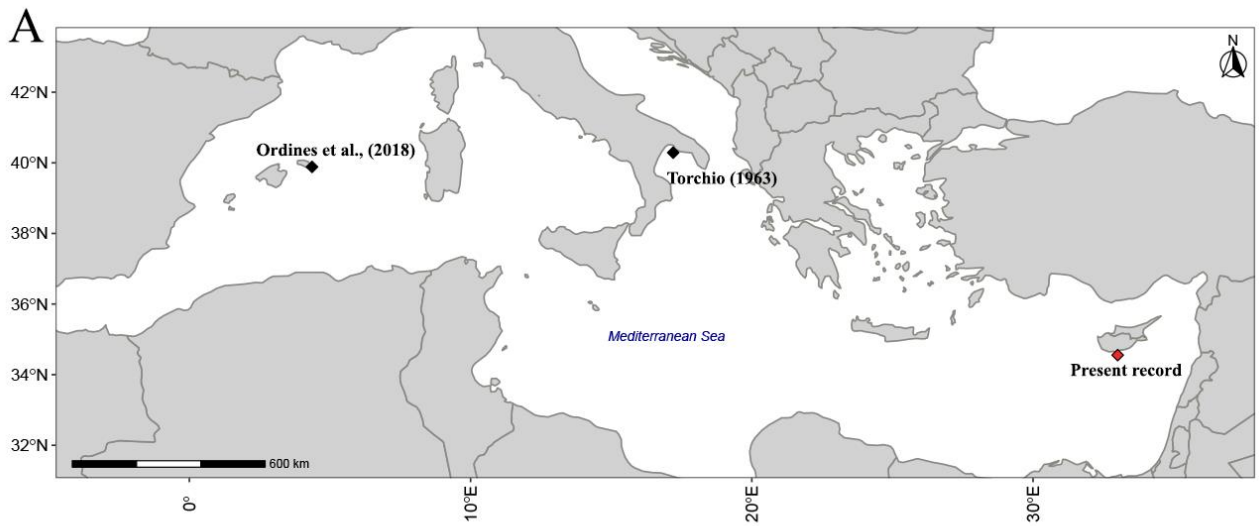 A
N
42°N
40°N
38°N
36°N
34°N
32°N
Ordines et al., (2018)
Torchio (1963)
Mediterranean Sea
Present record
600 km
0°
10°E
20°E
30°E